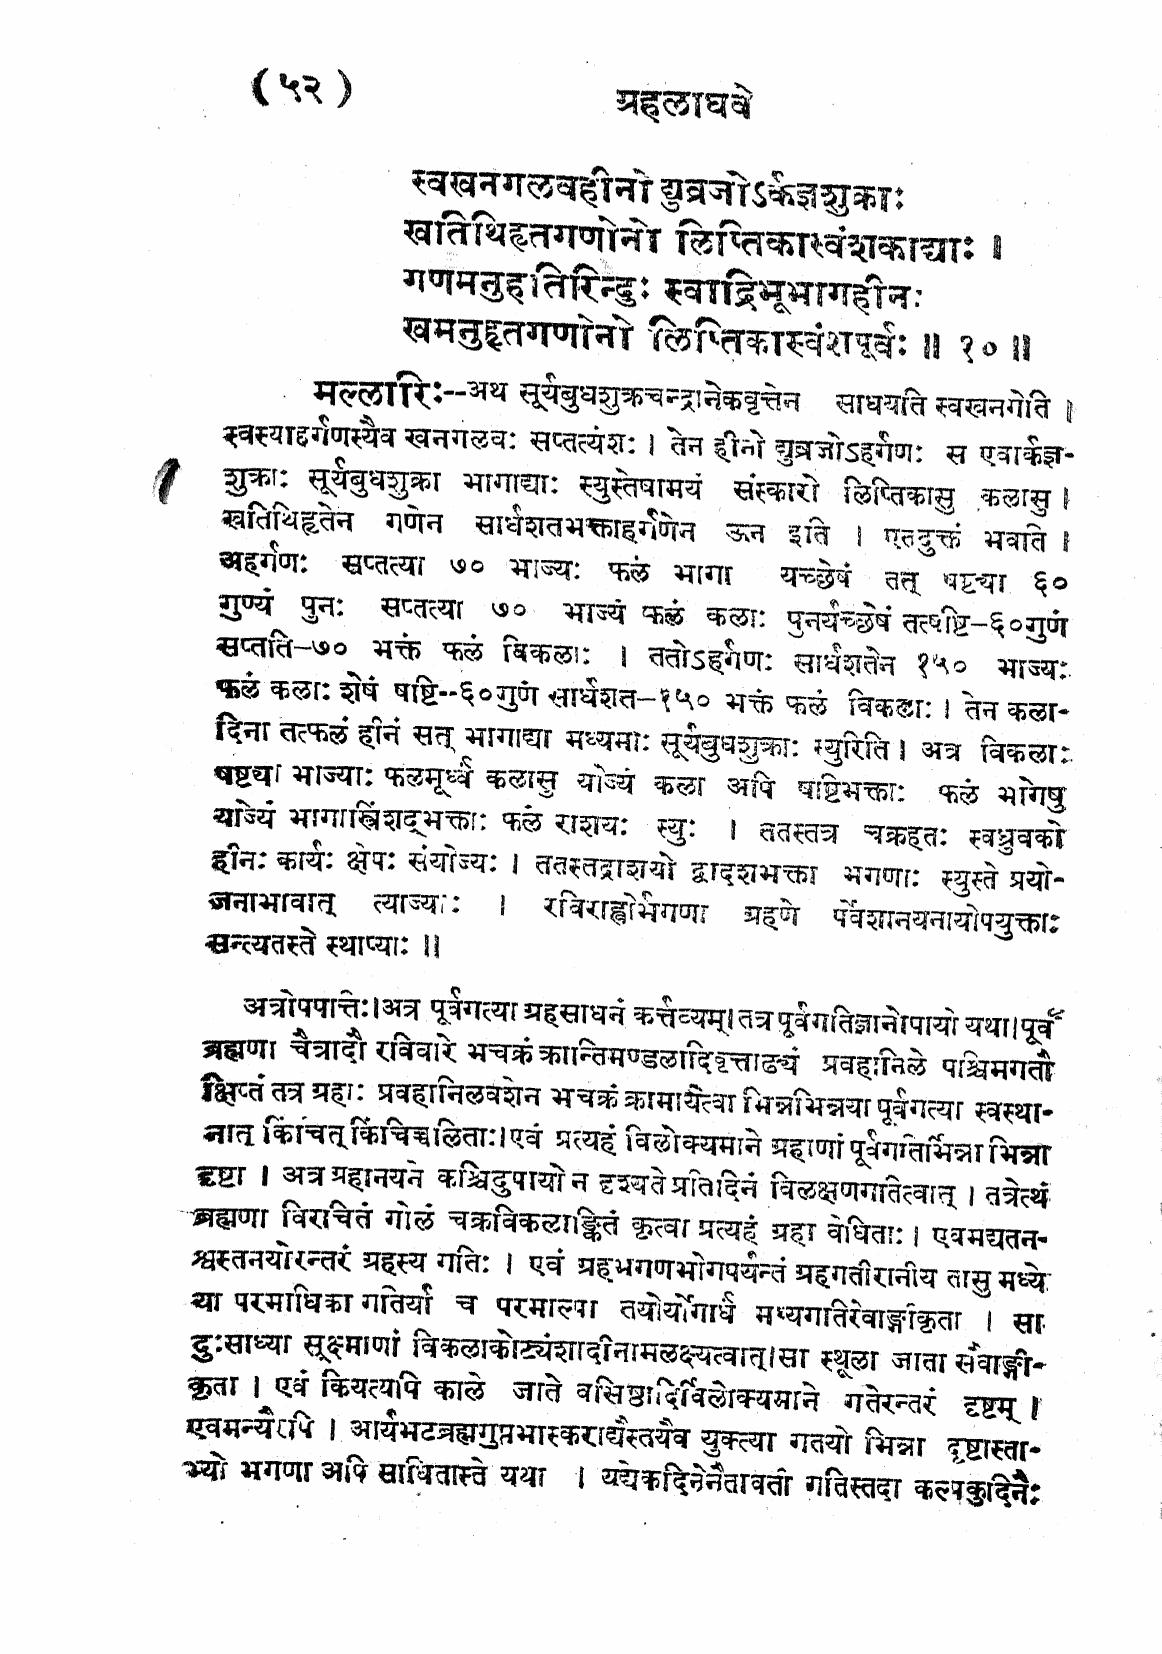 ( ५२ )
ग्रहलाघवे
स्वखनगलवहीनो द्युव्रजोऽर्कज्ञशुक्राः
खतिथिहृतगणोनो लिप्तिकास्वंशकाद्याः ।
गणमनुहतिरिन्दुः स्वाद्रिभूभागहीनः
खमनुहृतगणोनो लिप्तिकास्वंशपूर्वः ॥ १० ॥
मल्लारिः--अथ सूर्यबुधशुक्रचन्द्रानेकवृत्तेन साधयति स्वखनगेति ।
स्वस्याहर्गणस्यैव खनगलवः सप्तत्यंशः । तेन हीनो द्युव्रजोऽहर्गणः स एवार्कज्ञ-
शुक्राः सूर्यबुधशुक्रा भागाद्याः स्युस्तेषामयं संस्कारो लिप्तिकासु कलासु ।
खतिथिहृतेन गणेन सार्धशतभक्ताहर्गणेन ऊन इति । एतदुक्तं भवति ।
अहर्गणः सप्तत्या ७० भाज्यः फलं भागा यच्छेषं तत् षष्ट्या ६०
गुण्यं पुनः सप्तत्या ७० भाज्यं फलं कलाः पुनर्यच्छेषं तत्षष्टि-६०गुणं
सप्तति-७० भक्तं फलं विकलाः । ततोऽहर्गणः सार्धशतेन १५० भाज्यः
फलं कलाः शेषं षष्टि--६०गुणं सार्धशत-१५० भक्तं फलं विकलाः । तेन कला-
दिना तत्फलं हीनं सत् भागाद्या मध्यमाः सूर्यबुधशुक्राः स्युरिति । अत्र विकलाः
षष्ट्या भाज्याः फलमूर्ध्वं कलासु योज्यं कला अपि षष्टिभक्ताः फलं भागेषु
योज्यं भागास्त्रिंशद्भक्ताः फलं राशयः स्युः । ततस्तत्र चक्रहतः स्वध्रुवको
हीनः कार्यः क्षेपः संयोज्यः । ततस्तद्राशयो द्वादशभक्ता भगणाः स्युस्ते प्रयो-
जनाभावात् त्याज्याः । रविराह्वोर्भगणा ग्रहणे पर्वेशानयनायोपयुक्ताः
सन्त्यतस्ते स्थाप्याः ॥
अत्रोपपत्तिः।अत्र पूर्वगत्या ग्रहसाधनं कर्त्तव्यम्। तत्र पूर्वगतिज्ञानोपायो यथा।पूर्वं
ब्रह्मणा चैत्रादौ रविवारे भचक्रं क्रान्तिमण्डलादिवृत्ताढ्यं प्रवहानिले पश्चिमगतौ
क्षिप्तं तत्र ग्रहाः प्रवहानिलवशेन भचक्रं क्रामयित्वा भिन्नभिन्नया पूर्वगत्या स्वस्था-
नात् किंचित् किंचिच्चलिताः।एवं प्रत्यहं विलोक्यमाने ग्रहाणां पूर्वगतिर्भिन्ना भिन्ना
दृष्टा । अत्र ग्रहानयने कश्चिदुपायो न दृश्यते प्रतिदिनं विलक्षणगतित्वात् । तत्रेत्थं
ब्रह्मणा विरचितं गोलं चक्रविकलाङ्कितं कृत्वा प्रत्यहं ग्रहा वेधिताः । एवमद्यतन-
श्वस्तनयोरन्तरं ग्रहस्य गतिः । एवं ग्रहभगणभोगपर्यन्तं ग्रहगतीरानीय तासु मध्ये
या परमाधिका गतिर्या च परमाल्पा तयोर्योगार्धं मध्यगतिरेवाङ्गीकृता । सा
दुःसाध्या सूक्ष्माणां विकलाकोट्यंशादीनामलक्ष्यत्वात्।सा स्थूला जाता सैवाङ्गी-
कृता । एवं कियत्यपि काले जाते वसिष्ठादिर्विलोक्यमाने गतेरन्तरं दृष्टम् ।
एवमन्यैरपि । आर्यभटब्रह्मगुप्तभास्कराद्यैस्तयैव युक्त्या गतयो भिन्ना दृष्टास्ता-
भ्यो भगणा अपि साधितास्ते यथा । यद्येकदिनेनैतावती गतिस्तदा कल्पकुदिनैः